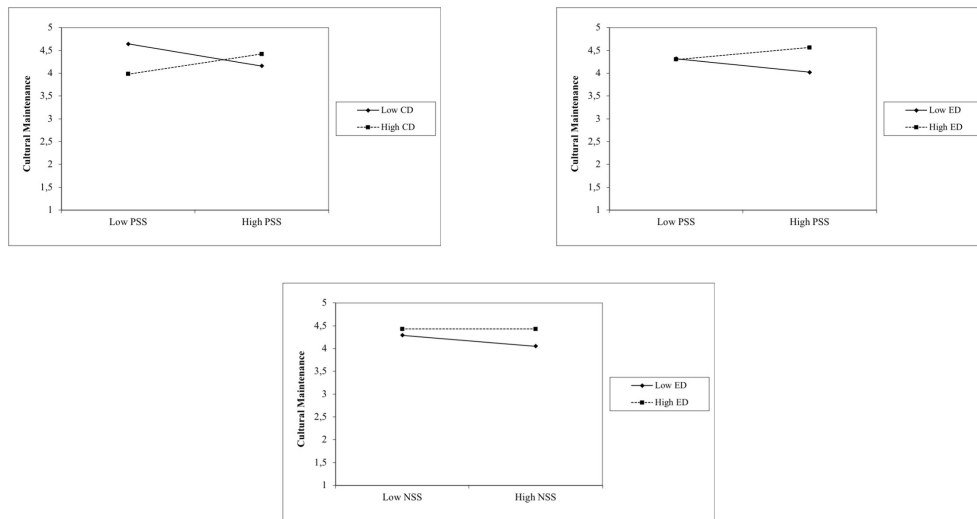 Cultural Maintenance
5
4,5
4
3,5
3
2,5
2
1,5
1
Low PSS High PSS
Low CD
High CD
Cultural Maintenance
5
4,5
4
3,5
3
2,5
2
1,5
1
Low PSS High PSS
Low ED
High ED
Cultural Maintenance
5
4,5
4
3,5
3
2,5
2
1,5
1
Low NSS High NSS
Low ED
High ED